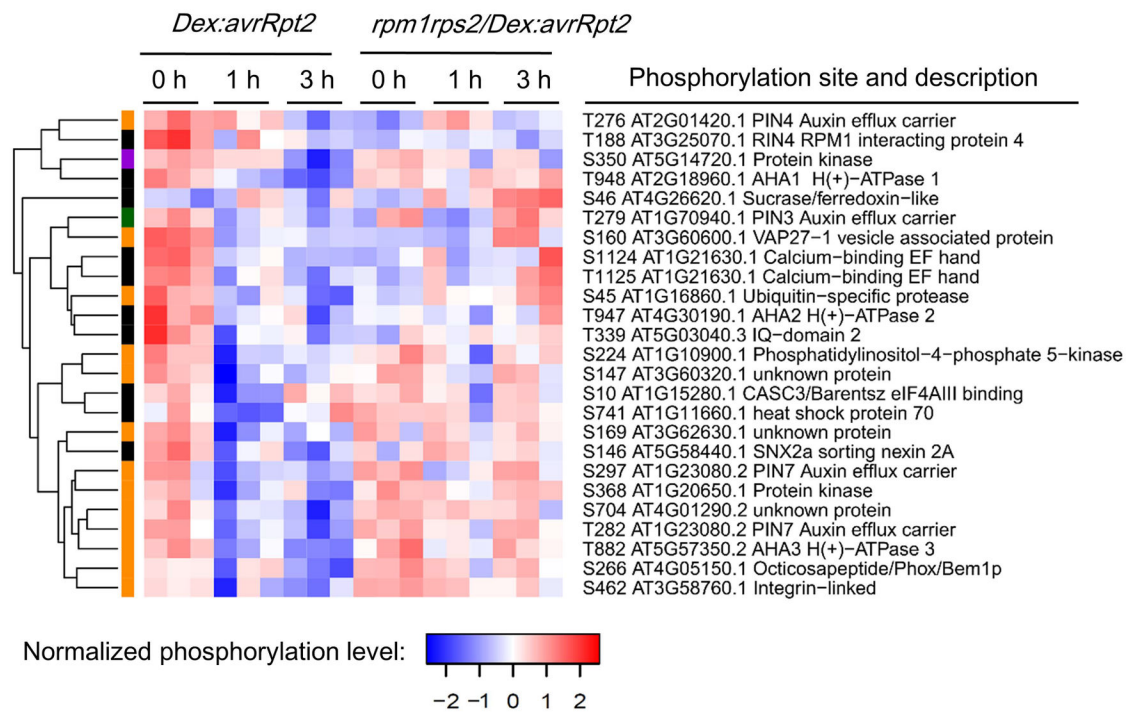 Dex:avrRpt2 rpm1rps2/Dex:avrRpt2
0 h 1 h 3 h 0 h 1 h 3 h Phosphorylation site and description
T276 AT2G01420.1 PIN4 Auxin efflux carrier
T188 AT3G25070.1 RIN4 RPM1 interacting protein 4
S350 AT5G14720.1 Protein kinase
T948 AT2G18960.1 AHA1 H(+)−ATPase 1
S46 AT4G26620.1 Sucrase/ferredoxin−like
T279 AT1G70940.1 PIN3 Auxin efflux carrier
S160 AT3G60600.1 VAP27−1 vesicle associated protein
S1124 AT1G21630.1 Calcium−binding EF hand
T1125 AT1G21630.1 Calcium−binding EF hand
S45 AT1G16860.1 Ubiquitin−specific protease
T947 AT4G30190.1 AHA2 H(+)−ATPase 2
T339 AT5G03040.3 IQ−domain 2
S224 AT1G10900.1 Phosphatidylinositol−4−phosphate 5−kinase
S147 AT3G60320.1 unknown protein
S10 AT1G15280.1 CASC3/Barentsz eIF4AIII binding
S741 AT1G11660.1 heat shock protein 70
S169 AT3G62630.1 unknown protein
S146 AT5G58440.1 SNX2a sorting nexin 2A
S297 AT1G23080.2 PIN7 Auxin efflux carrier
S368 AT1G20650.1 Protein kinase
S704 AT4G01290.2 unknown protein
T282 AT1G23080.2 PIN7 Auxin efflux carrier
T882 AT5G57350.2 AHA3 H(+)−ATPase 3
S266 AT4G05150.1 Octicosapeptide/Phox/Bem1p
S462 AT3G58760.1 Integrin−linked
Normalized phosphorylation level:
−2 −1 0 1 2